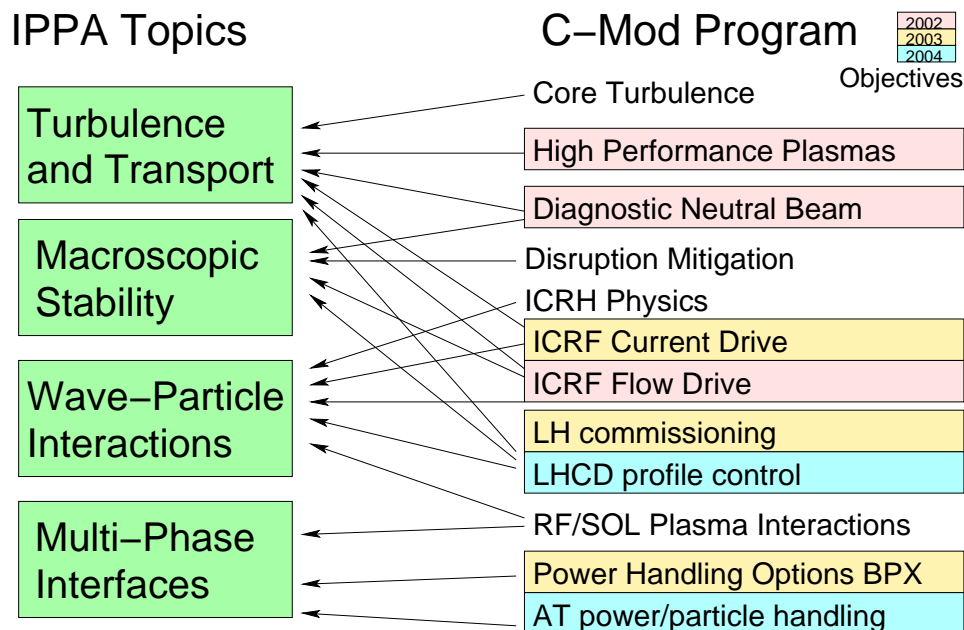 IPPA Topics
C−Mod Program
2002
2003
2004
Objectives
Turbulence
and Transport
Macroscopic
Stability
Wave−Particle
Interactions
Multi−Phase
Interfaces
Core Turbulence
High Performance Plasmas
Diagnostic Neutral Beam
Disruption Mitigation
ICRH Physics
ICRF Current Drive
ICRF Flow Drive
LH commissioning
LHCD profile control
RF/SOL Plasma Interactions
Power Handling Options BPX
AT power/particle handling